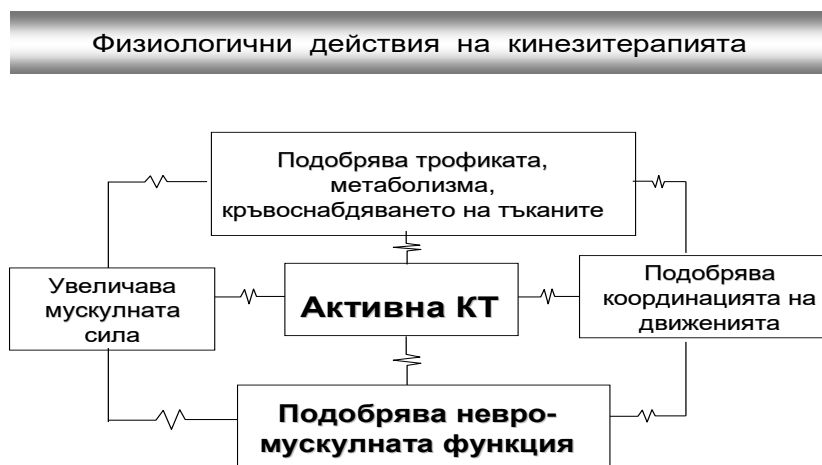 Физиологични действия на кинезитерапията
Подобрява трофиката,
метаболизма,
кръвоснабдяването на тъканите
Увеличава
мускулната
сила
Активна КТ
Подобрява
координацията на
движенията
Подобрява невро-
мускулната функция